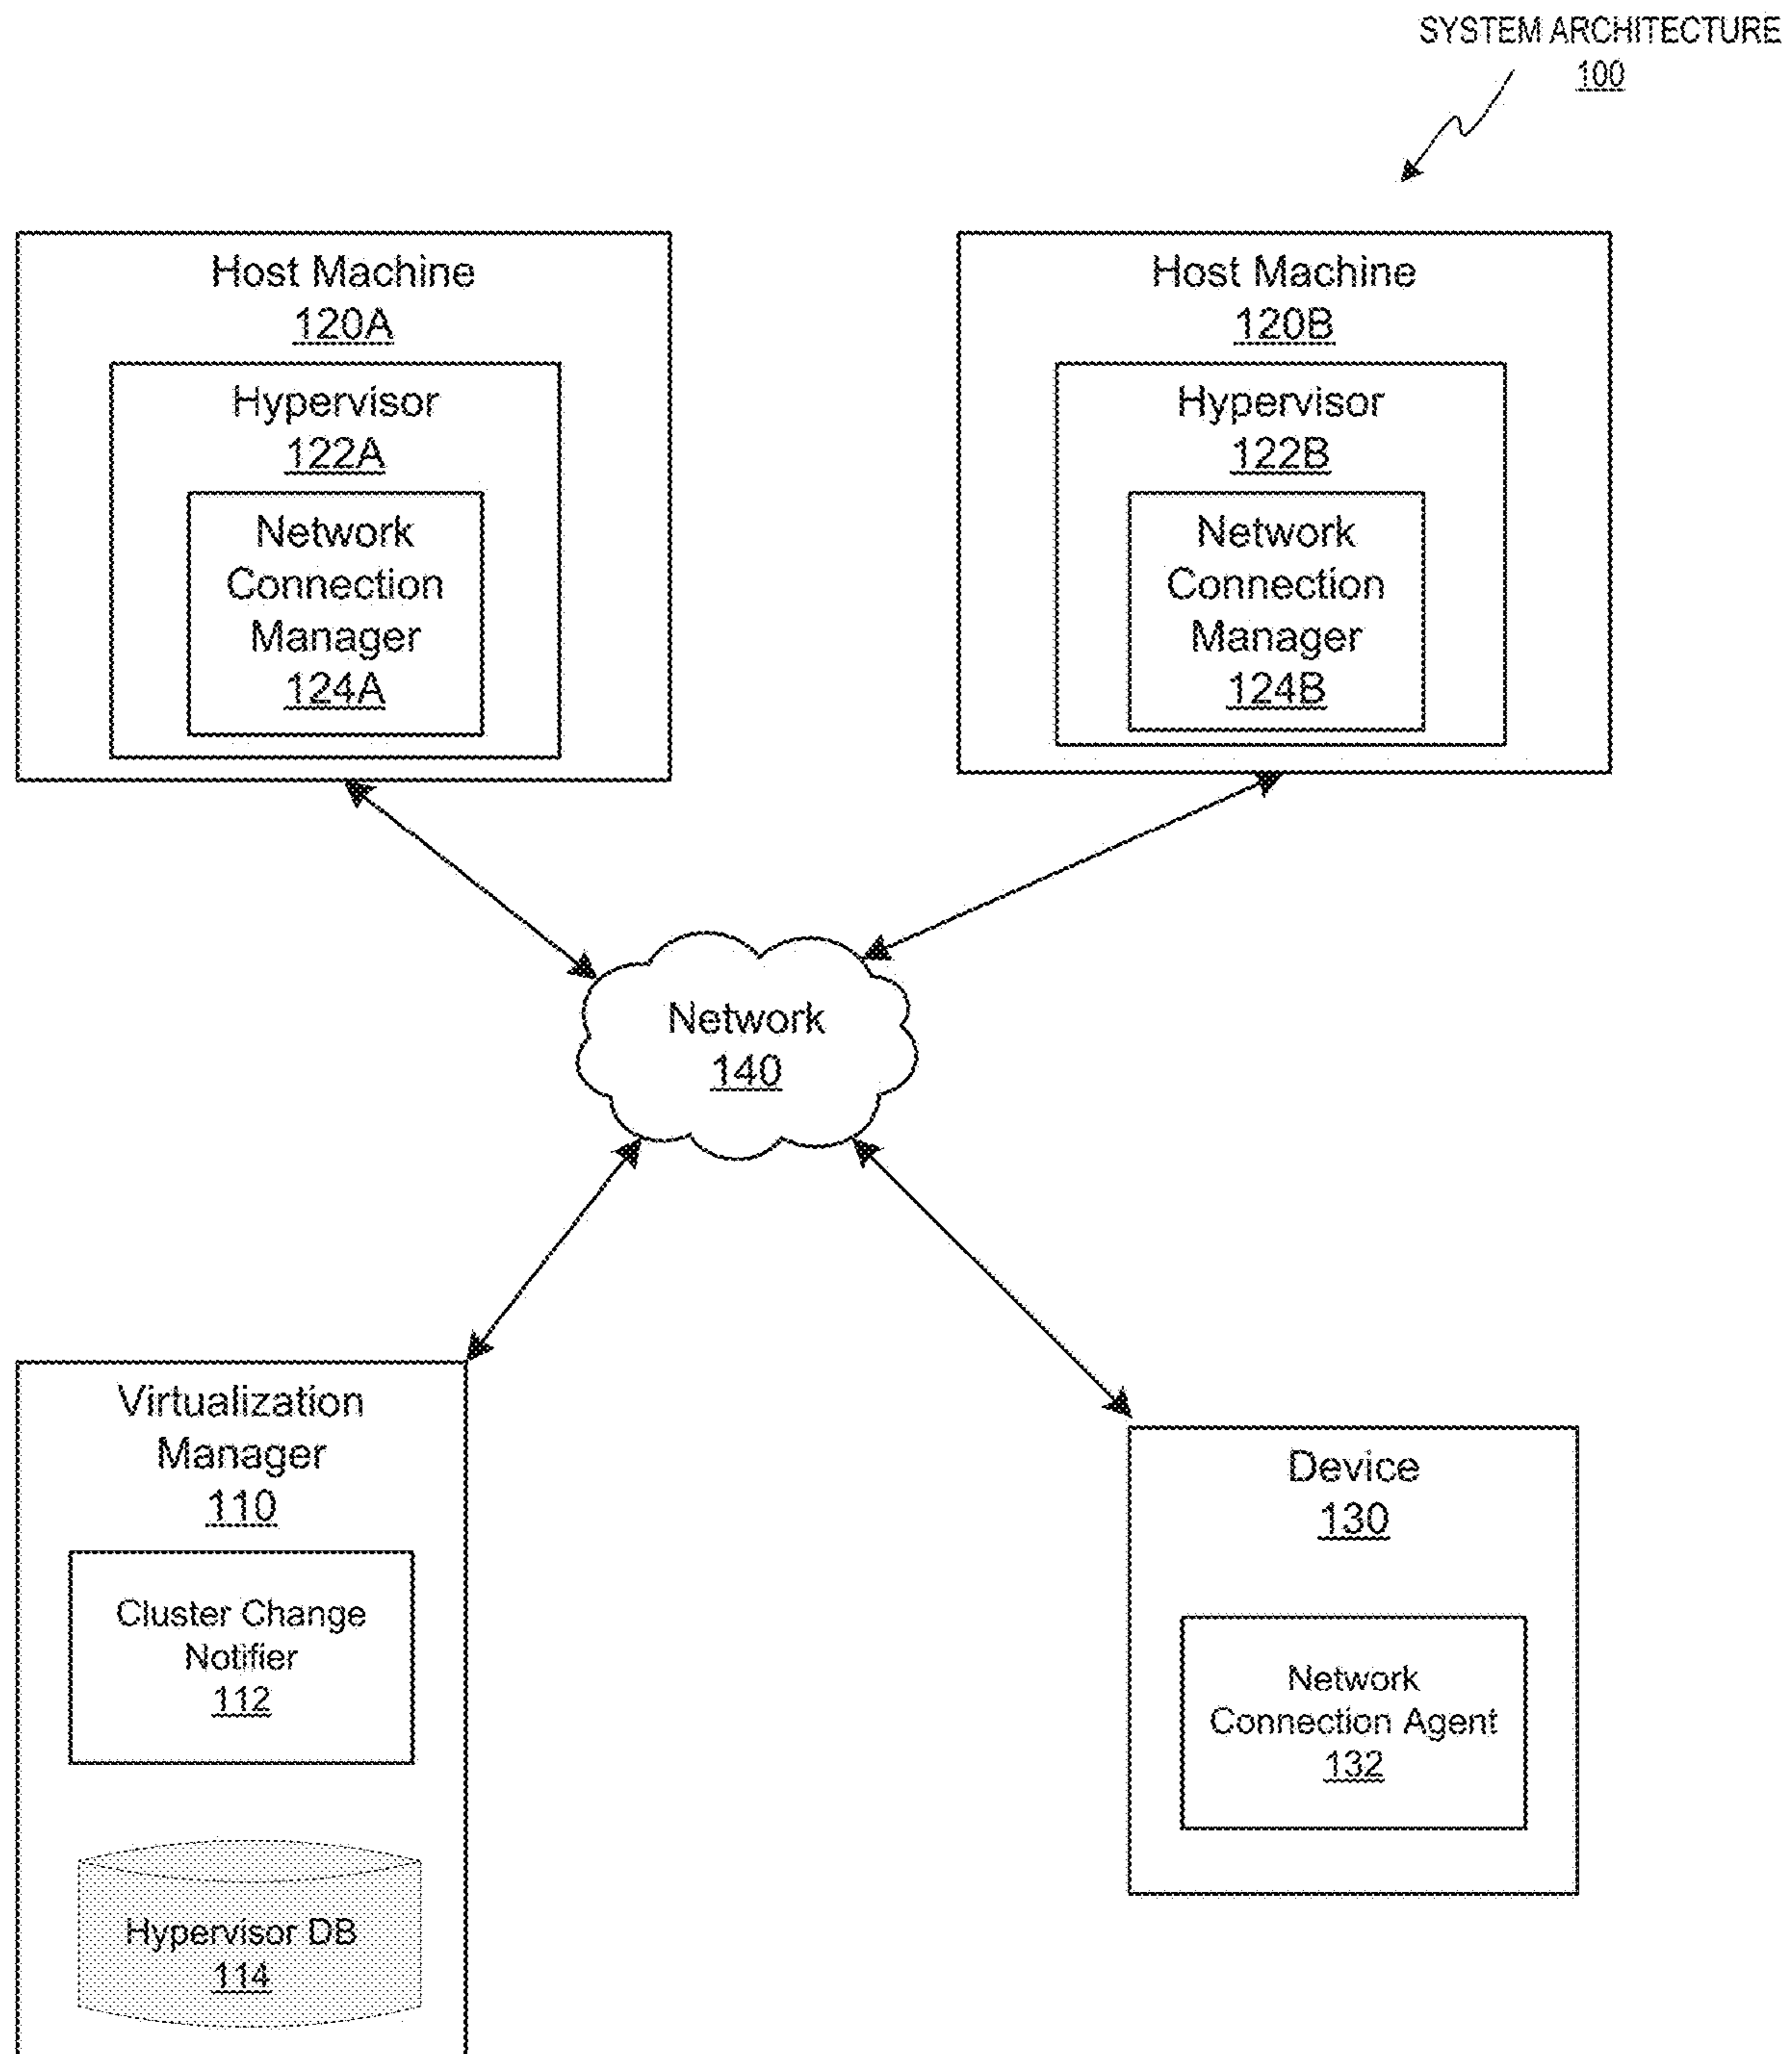 SYSTEM ARCHITECTURE
100
Host Machine
120A
Hypervisor
122A
Network
Connection
Manager
124A
Host Machine
120B
Hypervisor
122B
Network
Connection
Manager
124B
Network
140
Virtualization
Manager
110
Cluster Change
Notifier
112
Hypervisor DB
114
Device
130
Network
Connection Agent
132